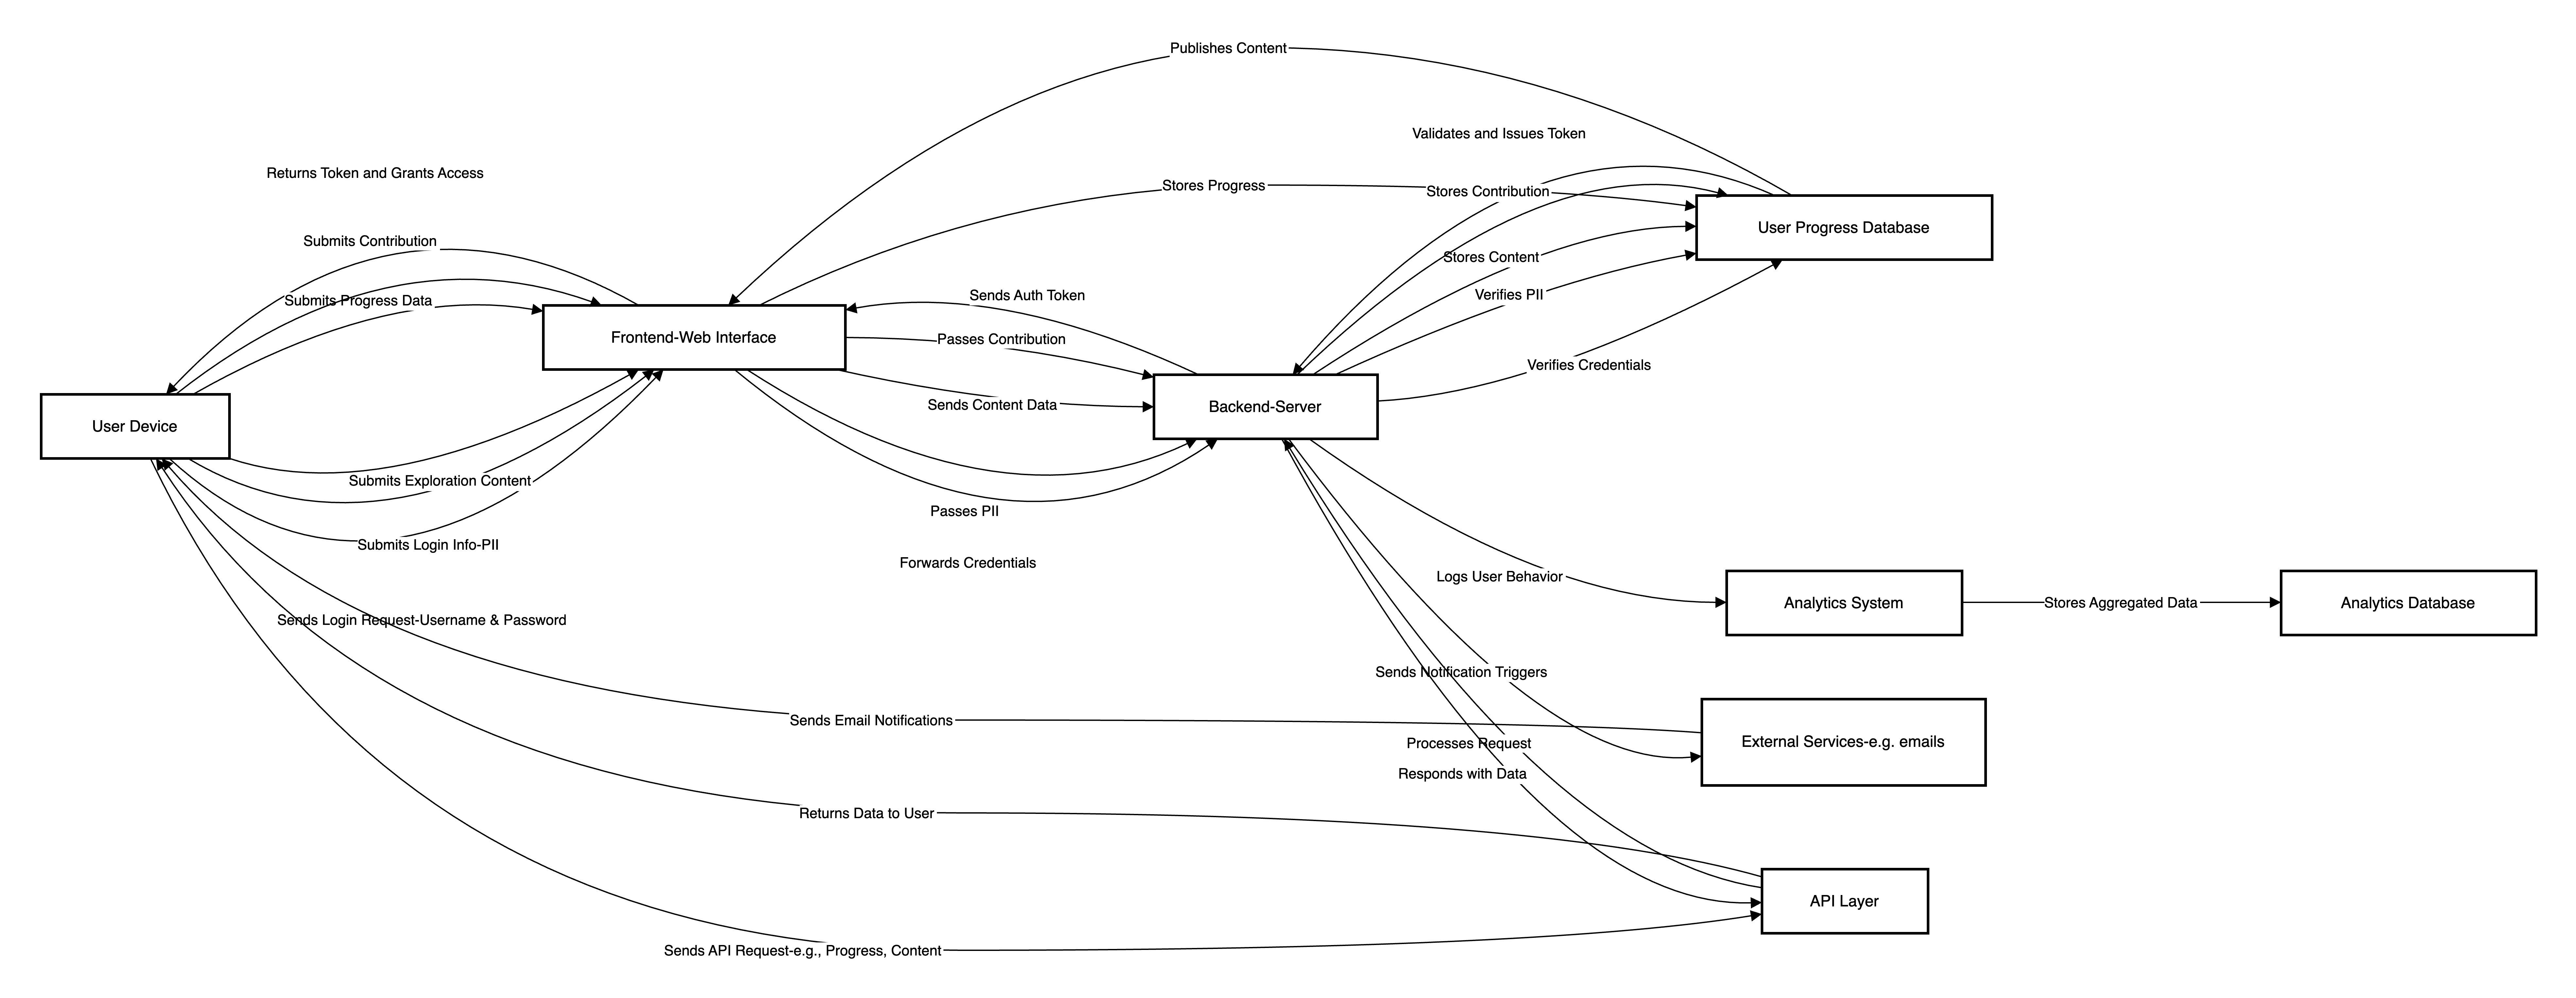 Publishes Content
Validates and Issues Token
Returns Token and Grants Access
Stores Progress
Stores Contribution
User Progress Database
Submits Contribution
Stores Content
Submits Progress Data
Sends Auth Token
Verifies PII
Frontend-Web Interface
Passes Contribution
Verifies Credentials
Sends Content Data
Backend-Server
User Device
Submits Exploration Content
Passes PII
Submits Login Info-PII
Forwards Credentials
Logs User Behavior
Analytics System
Stores Aggregated Data
Analytics Database
Sends Login Request-Username & Password
Sends Notification Triggers
Sends Email Notifications
External Services-e.g. emails
Processes Request
Responds with Data
Returns Data to User
API Layer
Sends API Request-e.g., Progress, Content